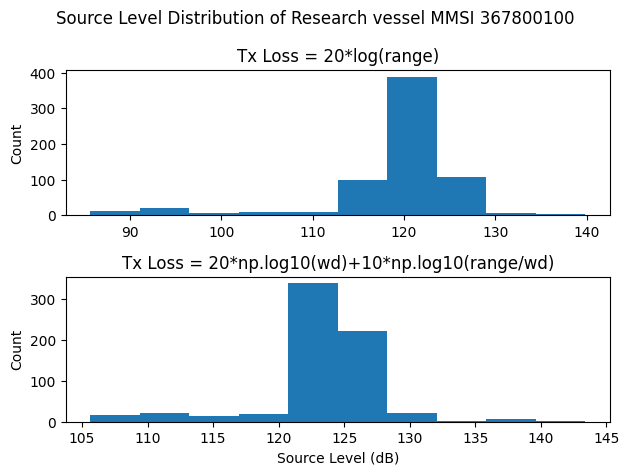 Source Level Distribution of Research vessel MMSI 367800100
Tx Loss = 20*log(range)
400
300
200
100
0
Count
90 100 110 120 130 140
Tx Loss = 20*np.log10(wd)+10*np.log10(range/wd)
300
200
100
0
Count
105 110 115 120 125 130 135 140 145
Source Level (dB)